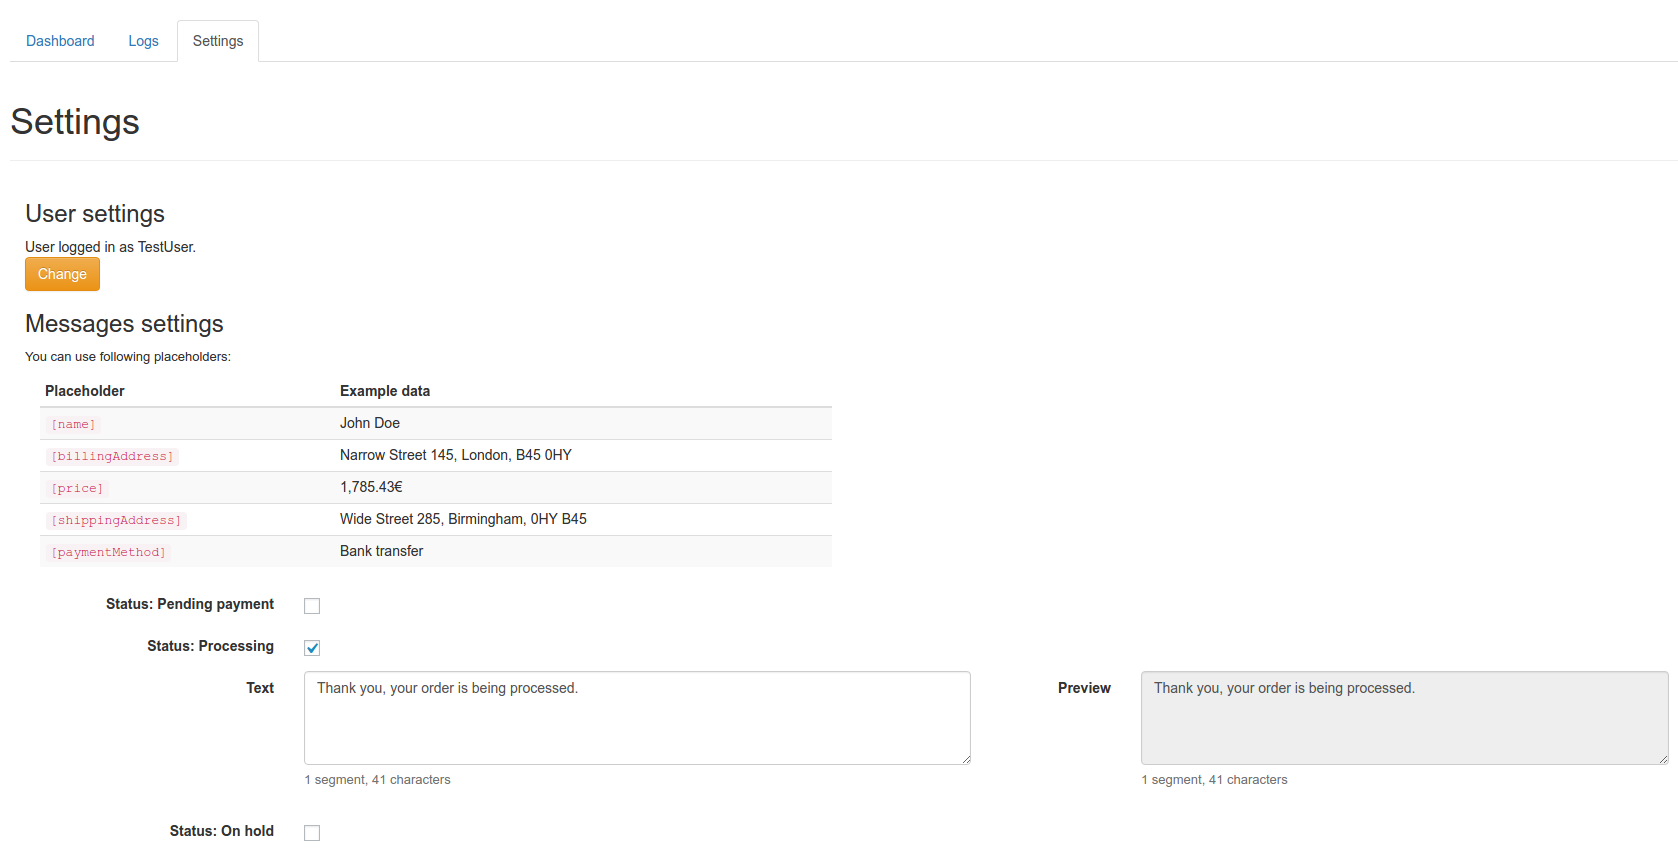 Dashboard Logs Settings
Settings
User settings
User logged in as TestUser.
Change
Messages settings
You can use following placeholders:
Placeholder Example data
[name] John Doe
[billingAddress] Narrow Street 145, London, B45 0HY
[price] 1,785.43€
[shippingAddress] Wide Street 285, Birmingham, 0HY B45
[paymentMethod] Bank transfer
Status: Pending payment
Status: Processing
Text Thank you, your order is being processed. Preview Thank you, your order is being processed.
1 segment, 41 characters 1 segment, 41 characters
Status: On hold